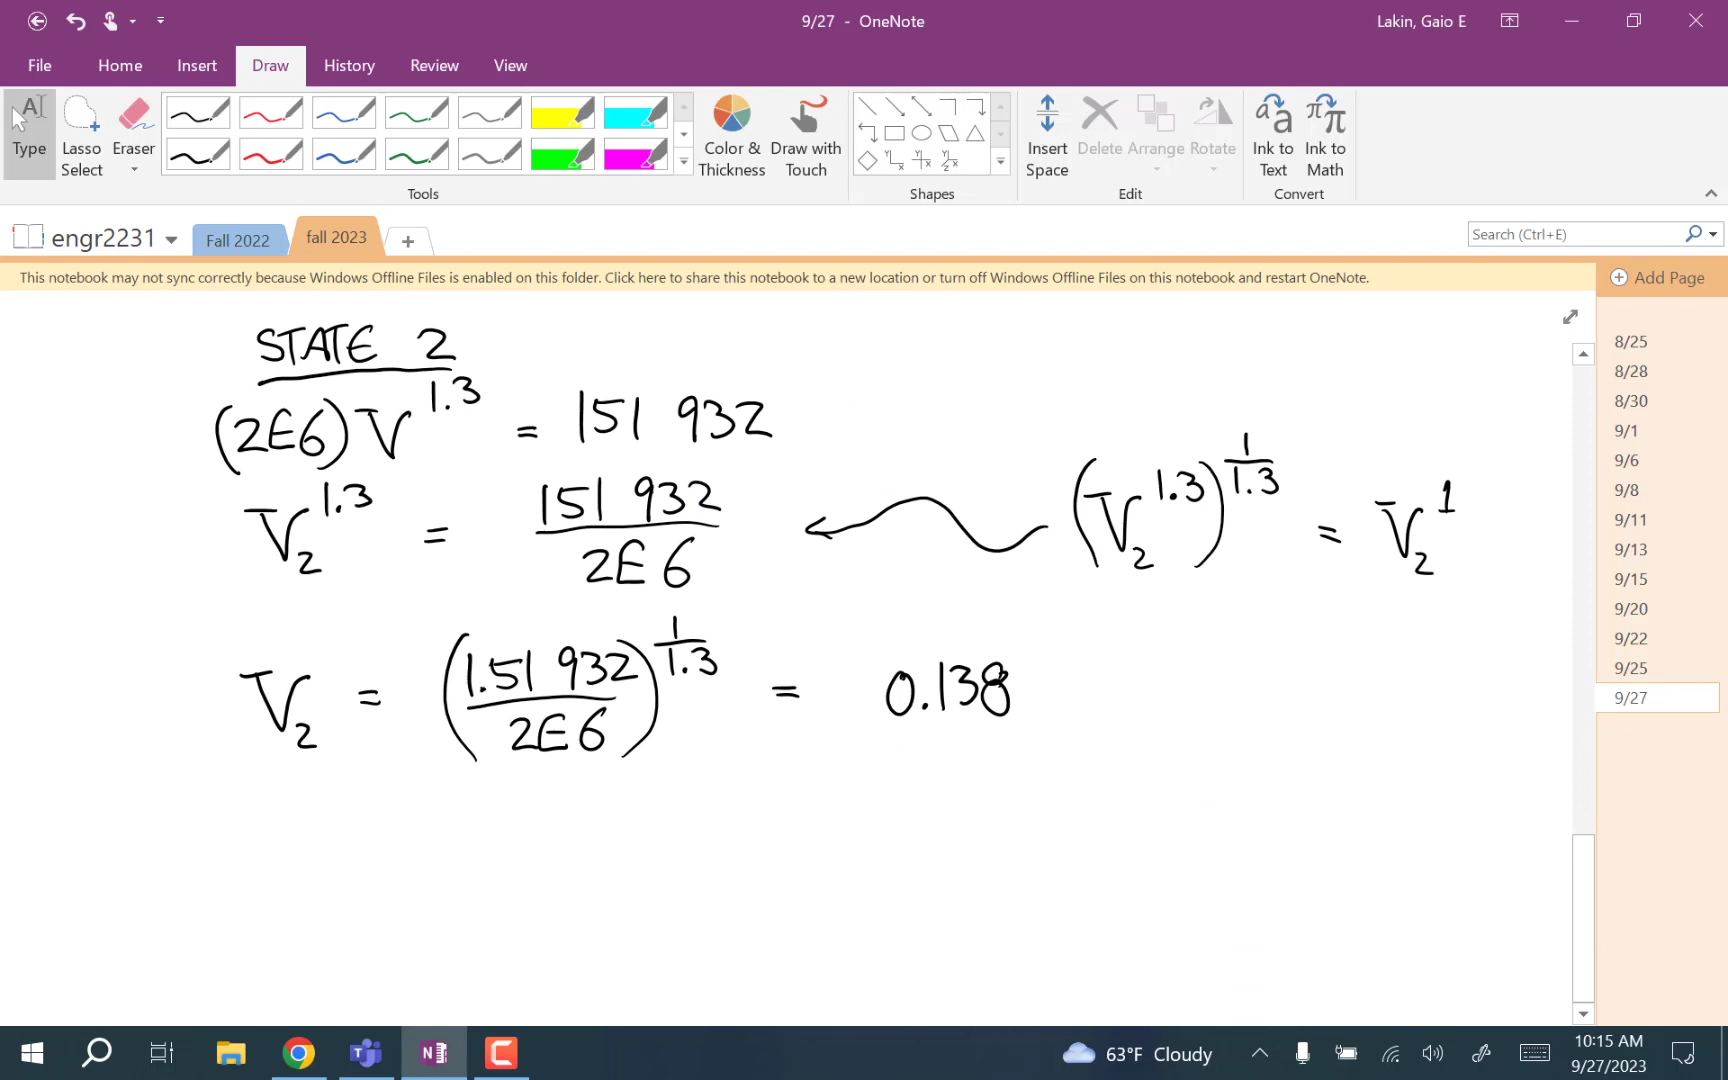 9/27 - OneNote
Lakin, Gaio E
File Home Insert Draw History Review View
Type
Lasso Select
Eraser
Color & Thickness
Draw with Touch
Insert Space
Delete
Arrange
Rotate
Ink to Text
Ink to Math
Tools
Shapes
Edit
Convert
engr2231
Fall 2022
fall 2023
Search (Ctrl+E)
This notebook may not sync correctly because Windows Offline Files is enabled on this folder. Click here to share this notebook to a new location or turn off Windows Offline Files on this notebook and restart OneNote.
Add Page
8/25
8/28
8/30
9/1
9/6
9/8
9/11
9/13
9/15
9/20
9/22
9/25
9/27
STATE 2
(2E6)V^1.3 = 151 932
V_2^1.3 = 151 932 / 2E6
(V_2^1.3)^(1/1.3) = V_2^1
V_2 = (1.51 932 / 2E6)^(1/1.3) = 0.138
63°F Cloudy
10:15 AM
9/27/2023